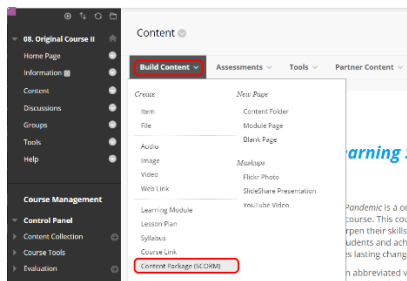 08. Original Course II
Home Page
Information
Content
Discussions
Groups
Tools
Help
Course Management
Control Panel
Content Collection
Course Tools
Evaluation
Content
Build Content
Assessments
Tools
Partner Content
Create
Item
File
Audio
Image
Video
Web Link
Learning Module
Lesson Plan
Syllabus
Course Link
Content Package (SCORM)
New Page
Content Folder
Module Page
Blank Page
Mashups
Flickr Photo
SlideShare Presentation
YouTube Video
arning S
Pandemic is a o
course. This cou
rpen their skills
udents and ach
es lasting chang
n abbreviated v